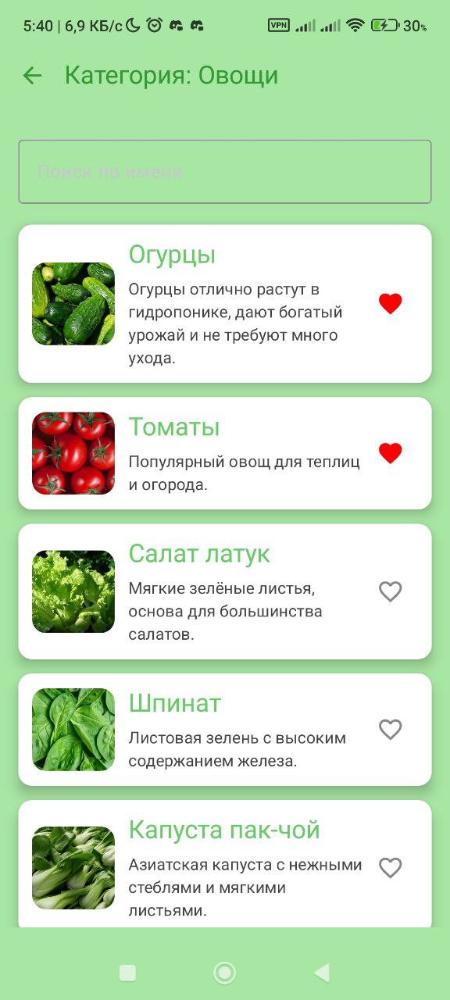 5:40 | 6,9 КБ/с VPN 30%
Категория: Овощи
Поиск по имени
Огурцы
Огурцы отлично растут в
гидропонике, дают богатый
урожай и не требуют много
ухода.
Томаты
Популярный овощ для теплиц
и огорода.
Салат латук
Мягкие зелёные листья,
основа для большинства
салатов.
Шпинат
Листовая зелень с высоким
содержанием железа.
Капуста пак-чой
Азиатская капуста с нежными
стеблями и мягкими
листьями.